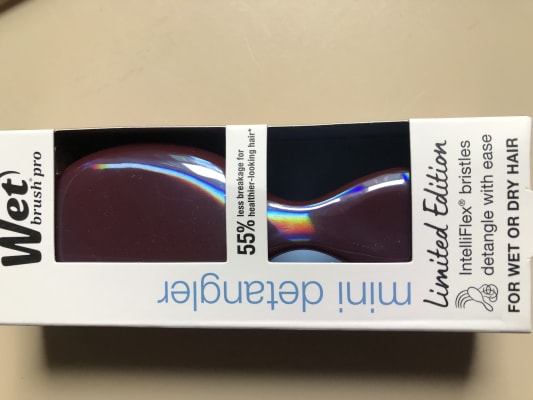 Wet®
brush® pro
55% less breakage for
healthier-looking hair*
mini detangler
Limited Edition
IntelliFlex® bristles
detangle with ease
FOR WET OR DRY HAIR